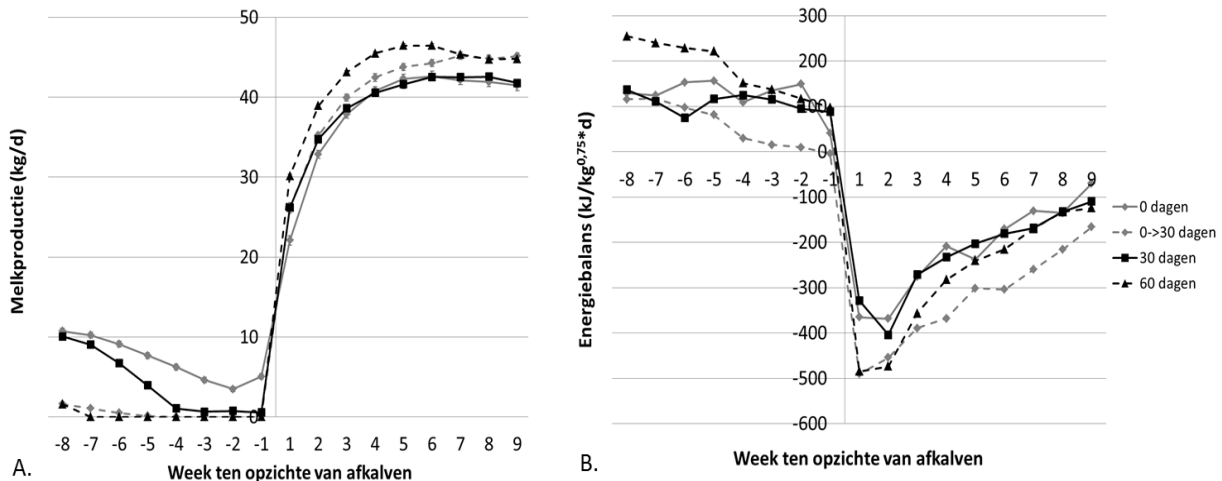 Melkproductie (kg/d)
50
40
30
20
10
0
-8 -7 -6 -5 -4 -3 -2 -1 1 2 3 4 5 6 7 8 9
Week ten opzichte van afkalven
A.
Energiebalans (kJ/kg0,75*d)
300
200
100
0
-100
-200
-300
-400
-500
-600
-8 -7 -6 -5 -4 -3 -2 -1 1 2 3 4 5 6 7 8 9
Week ten opzichte van afkalven
B.
0 dagen
0->30 dagen
30 dagen
60 dagen